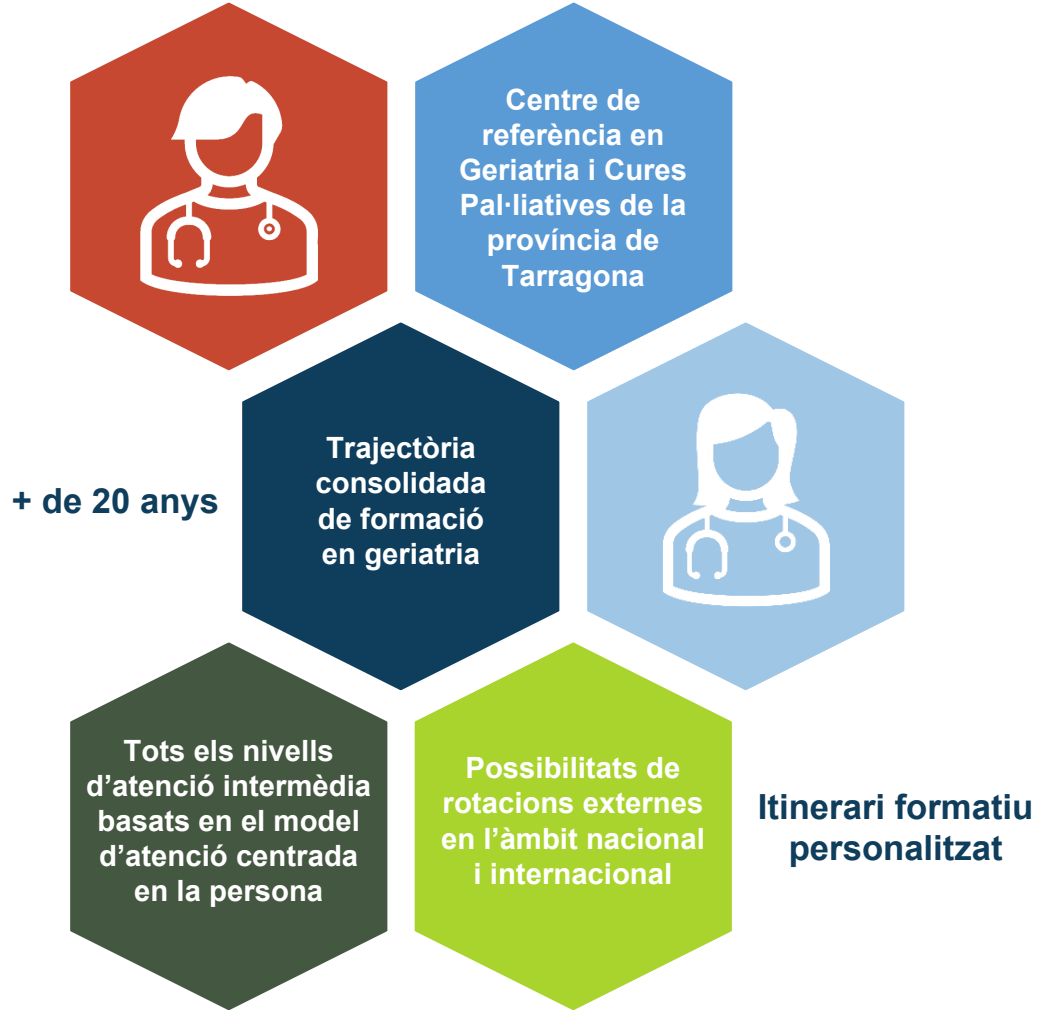 Centre de
referència en
Geriatria i Cures
Pal·liatives de la
província de
Tarragona
+ de 20 anys
Trajectòria
consolidada
de formació
en geriatria
Tots els nivells
d’atenció intermèdia
basats en el model
d’atenció centrada
en la persona
Possibilitats de
rotacions externes
en l’àmbit nacional
i internacional
Itinerari formatiu
personalitzat